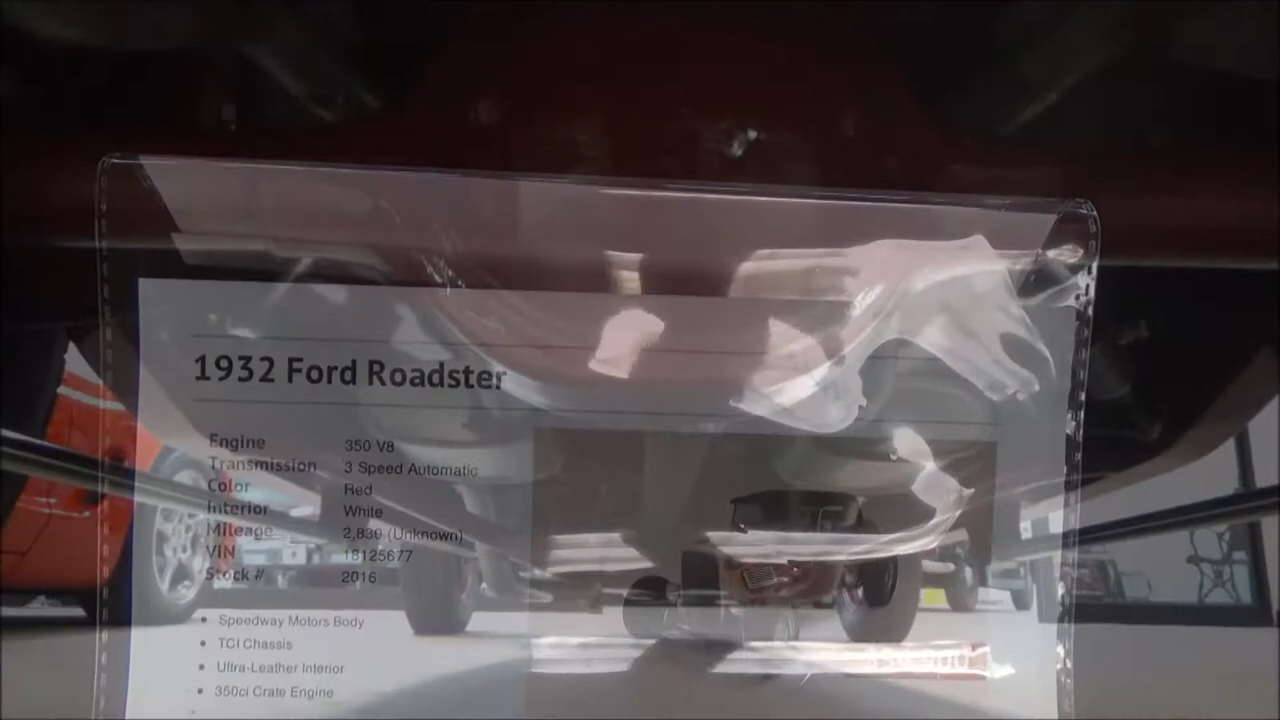 1932 Ford Roadster
Engine 350 V8
Transmission 3 Speed Automatic
Color Red
Interior White
Mileage 2,830 (Unknown)
VIN 18125677
Stock # 2016
• Speedway Motors Body
• TCI Chassis
• Ultra-Leather Interior
• 350ci Crate Engine